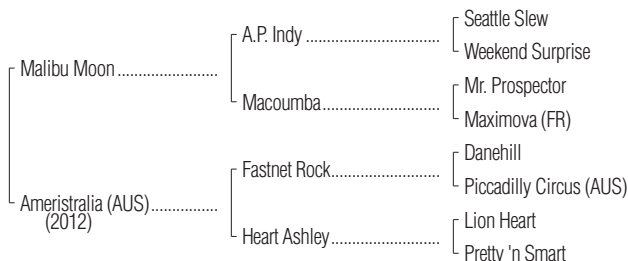 Seattle Slew
A.P. Indy
Weekend Surprise
Malibu Moon
Mr. Prospector
Macoumba
Maximova (FR)
Danehill
Fastnet Rock
Piccadilly Circus (AUS)
Ameristralia (AUS)
(2012)
Lion Heart
Heart Ashley
Pretty 'n Smart